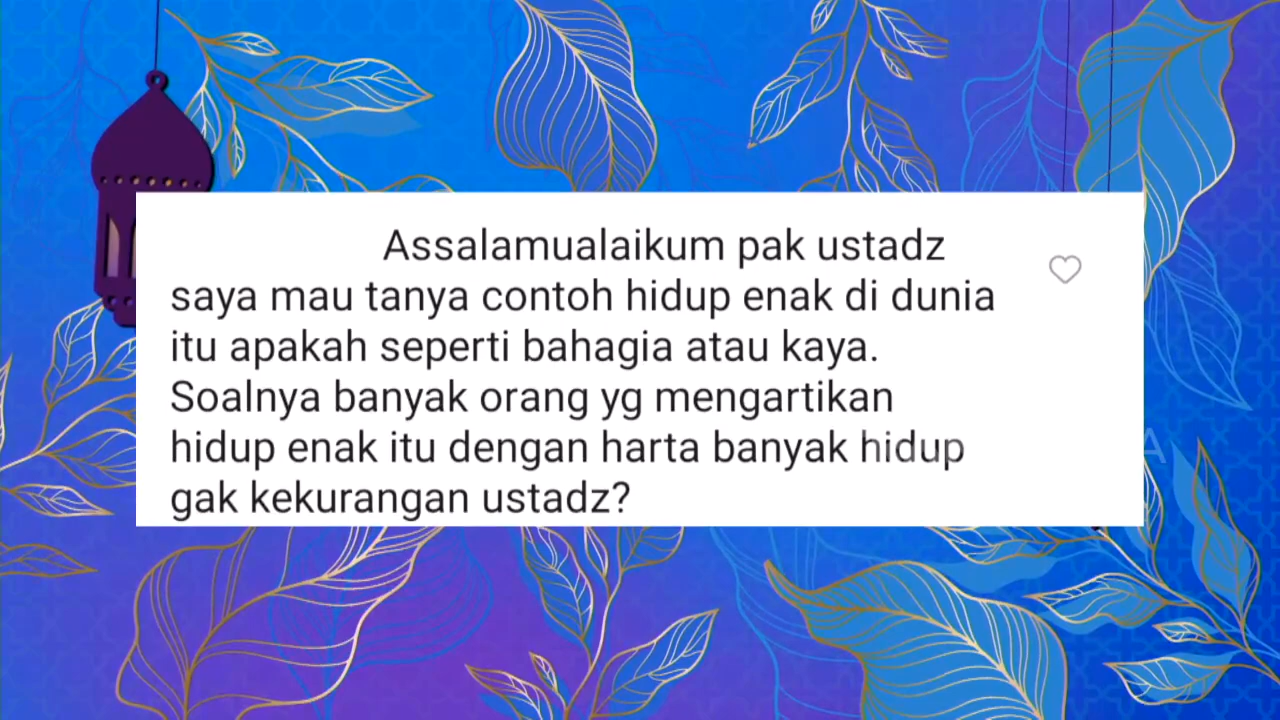 Assalamualaikum pak ustadz
saya mau tanya contoh hidup enak di dunia
itu apakah seperti bahagia atau kaya.
Soalnya banyak orang yg mengartikan
hidup enak itu dengan harta banyak hidup
gak kekurangan ustadz?